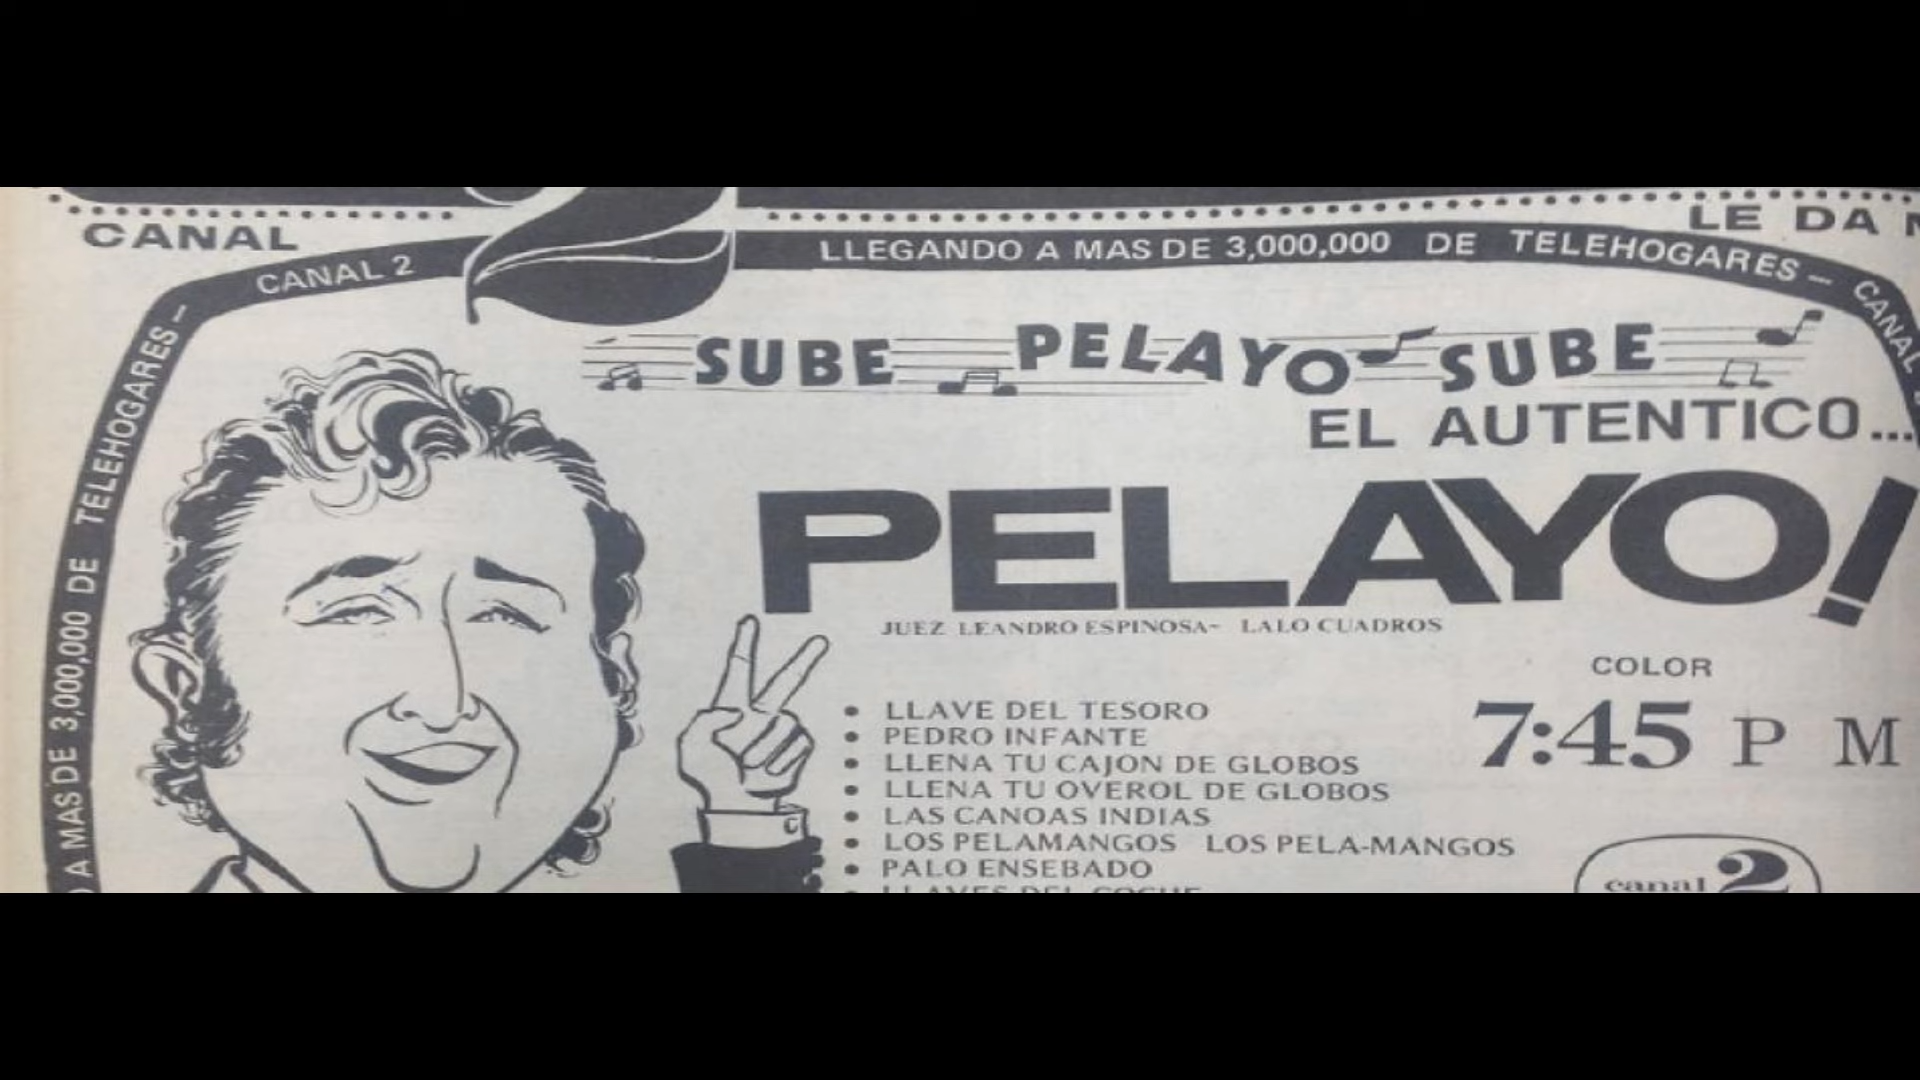 CANAL
LE DA
CANAL 2
LLEGANDO A MAS DE 3,000,000 DE TELEHOGARES - CANAL
A MAS DE 3,000,000 DE TELEHOGARES -
SUBE PELAYO SUBE
EL AUTENTICO...
PELAYO!
JUEZ LEANDRO ESPINOSA- LALO CUADROS
COLOR
7:45 P M
• LLAVE DEL TESORO
• PEDRO INFANTE
• LLENA TU CAJON DE GLOBOS
• LLENA TU OVEROL DE GLOBOS
• LAS CANOAS INDIAS
• LOS PELAMANGOS LOS PELA-MANGOS
• PALO ENSEBADO
• LLAVES DEL COCHE
canal 2